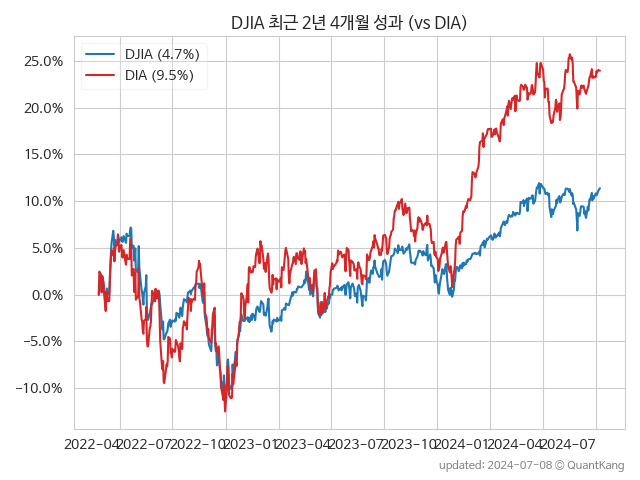 DJIA 최근 2년 4개월 성과 (vs DIA)
DJIA (4.7%)
DIA (9.5%)
25.0%
20.0%
15.0%
10.0%
5.0%
0.0%
−5.0%
−10.0%
2022-04 2022-07 2022-10 2023-01 2023-04 2023-07 2023-10 2024-01 2024-04 2024-07
updated: 2024-07-08 © QuantKang